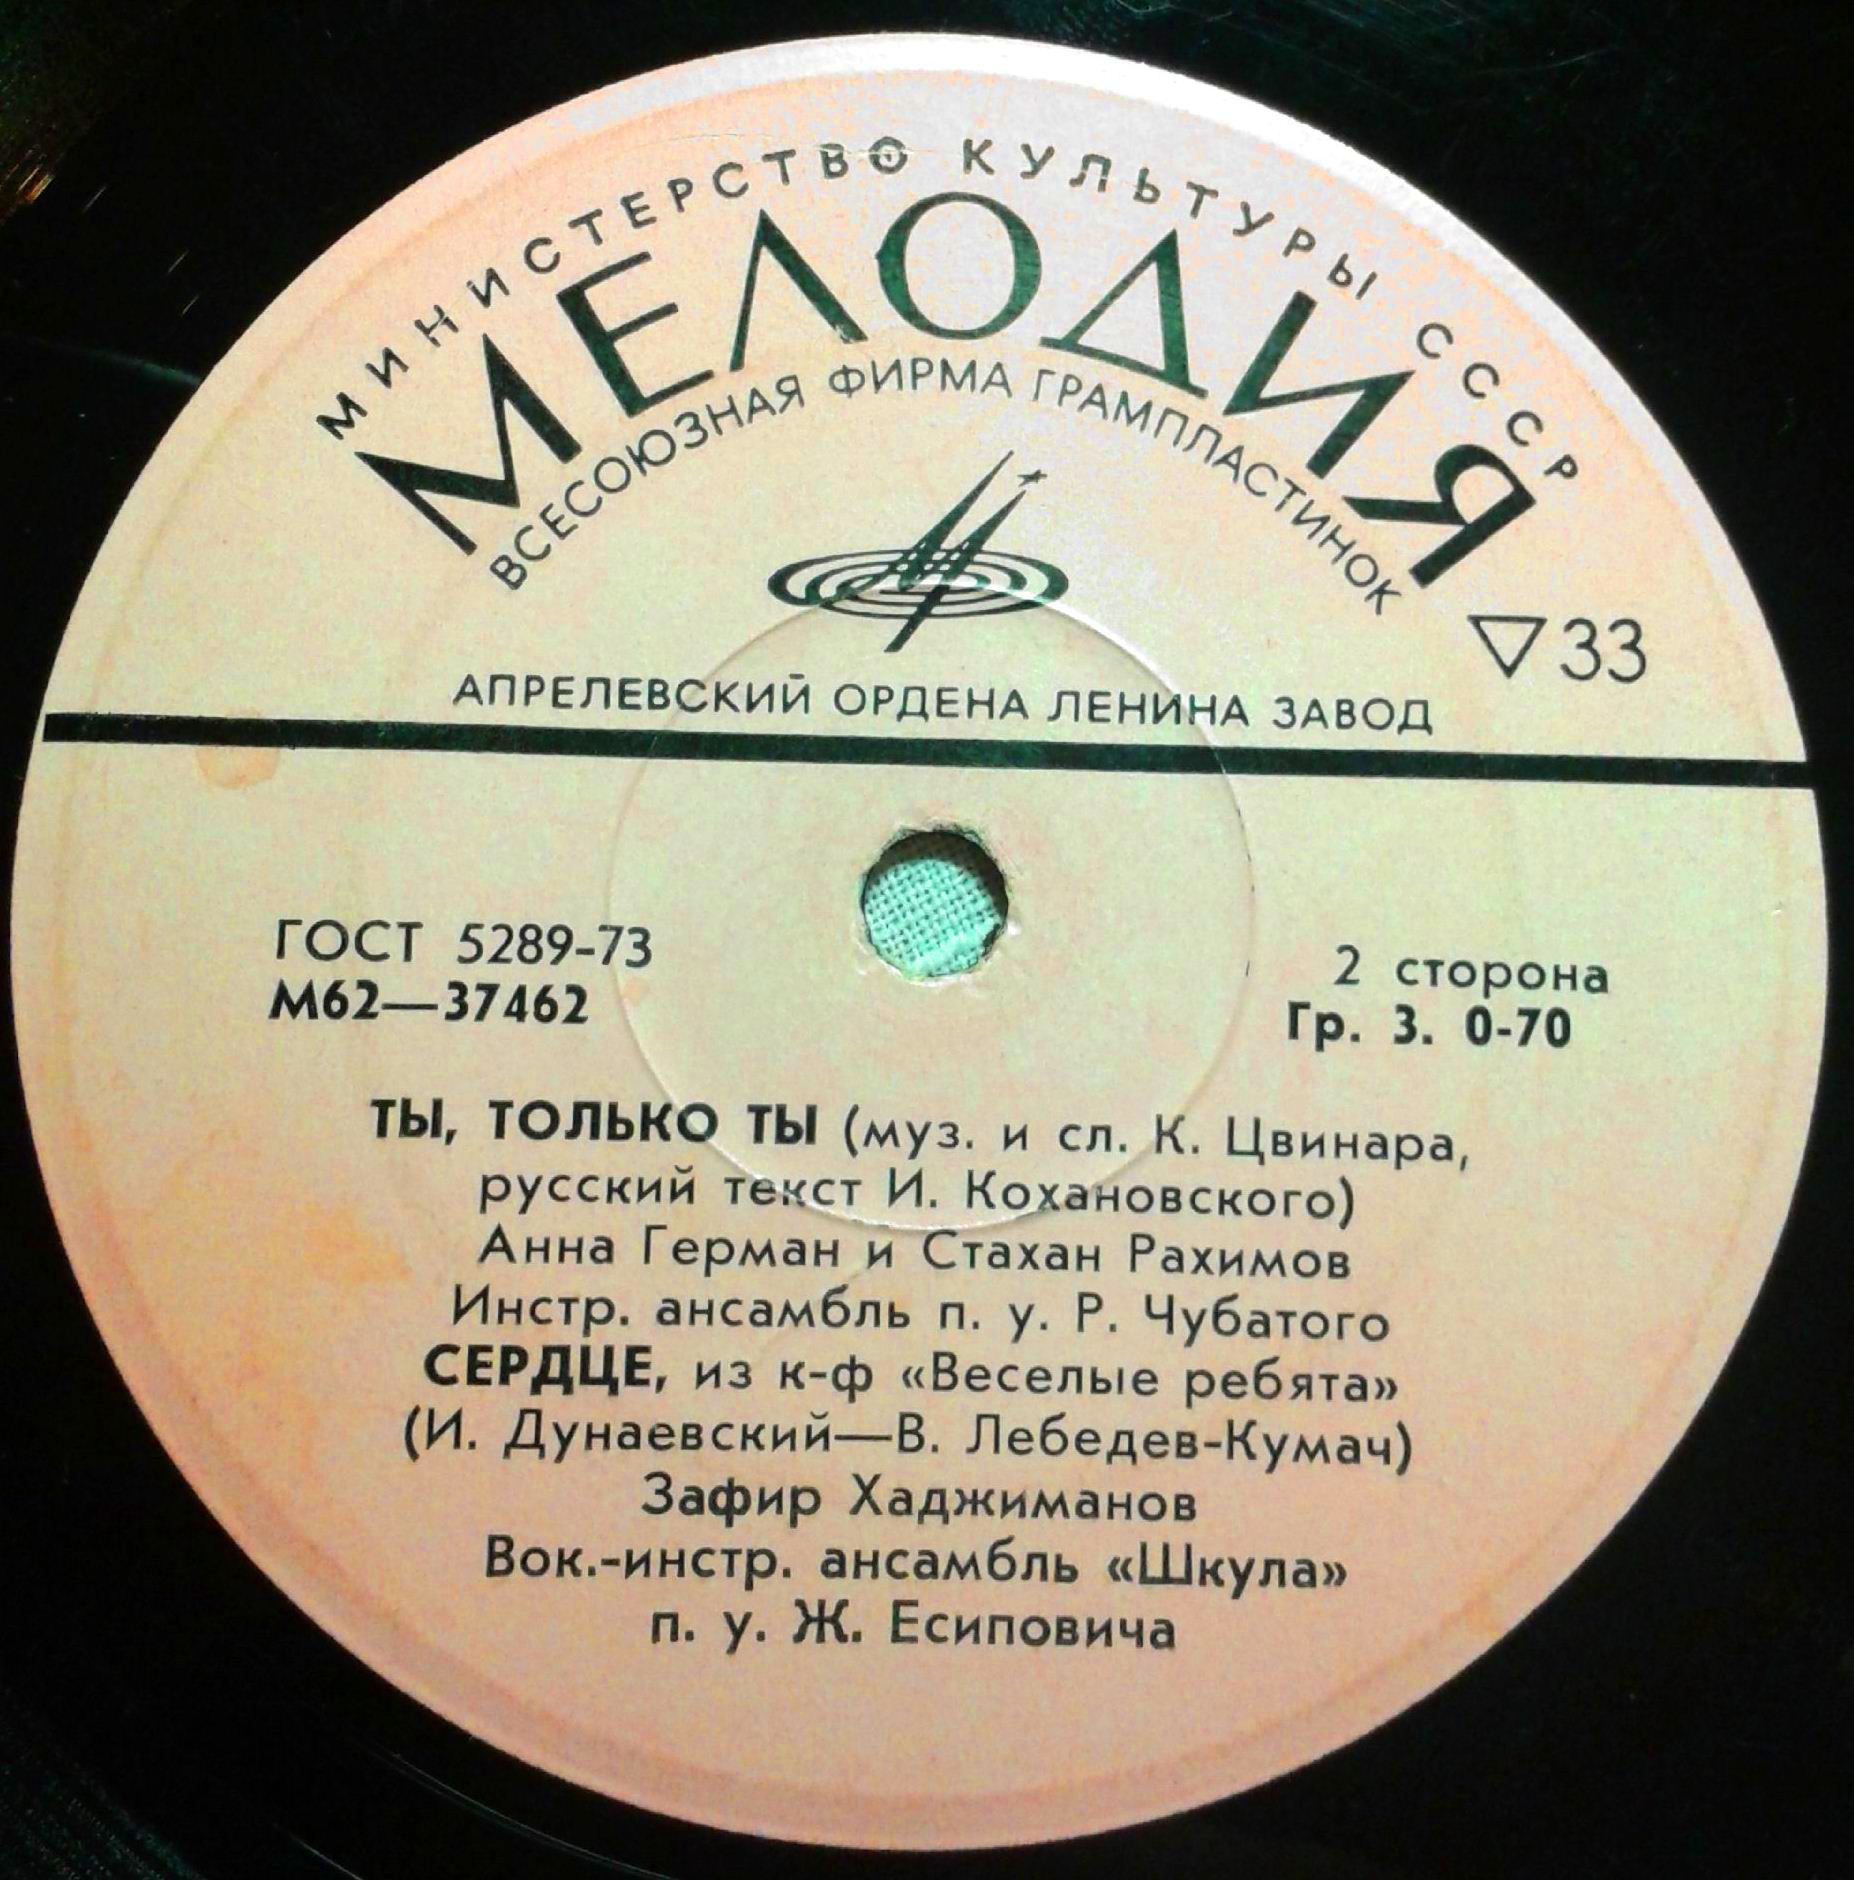 МИНИСТЕРСТВО КУЛЬТУРЫ СССР
МЕЛОДИЯ
ВСЕСОЮЗНАЯ ФИРМА ГРАМПЛАСТИНОК
▽33
АПРЕЛЕВСКИЙ ОРДЕНА ЛЕНИНА ЗАВОД
ГОСТ 5289-73
М62—37462
2 сторона
Гр. 3. 0-70
ТЫ, ТОЛЬКО ТЫ (муз. и сл. К. Цвинара,
русский текст И. Кохановского)
Анна Герман и Стахан Рахимов
Инстр. ансамбль п. у. Р. Чубатого
СЕРДЦЕ, из к-ф «Веселые ребята»
(И. Дунаевский—В. Лебедев-Кумач)
Зафир Хаджиманов
Вок.-инстр. ансамбль «Шкула»
п. у. Ж. Есиповича